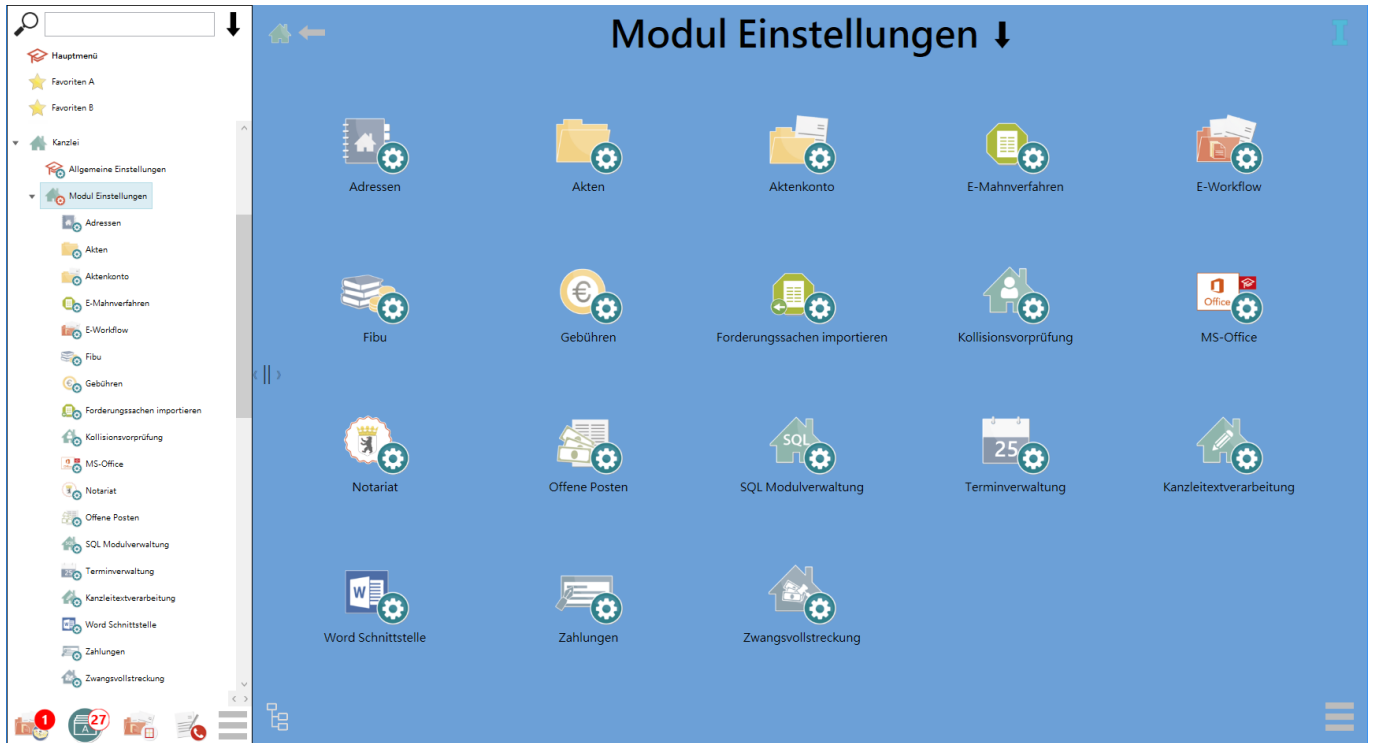 Hauptmenü
Favoriten A
Favoriten B
Kanzlei
Allgemeine Einstellungen
Modul Einstellungen
Adressen
Akten
Aktenkonto
E-Mahnverfahren
E-Workflow
Fibu
Gebühren
Forderungssachen importieren
Kollisionsvorprüfung
MS-Office
Notariat
Offene Posten
SQL Modulverwaltung
Terminverwaltung
Kanzleitextverarbeitung
Word Schnittstelle
Zahlungen
Zwangsvollstreckung
1
27
A
Modul Einstellungen
Adressen
Akten
Aktenkonto
E-Mahnverfahren
E-Workflow
€
Office
Fibu
Gebühren
Forderungssachen importieren
Kollisionsvorprüfung
MS-Office
SQL
25
Notariat
Offene Posten
SQL Modulverwaltung
Terminverwaltung
Kanzleitextverarbeitung
W
Word Schnittstelle
Zahlungen
Zwangsvollstreckung